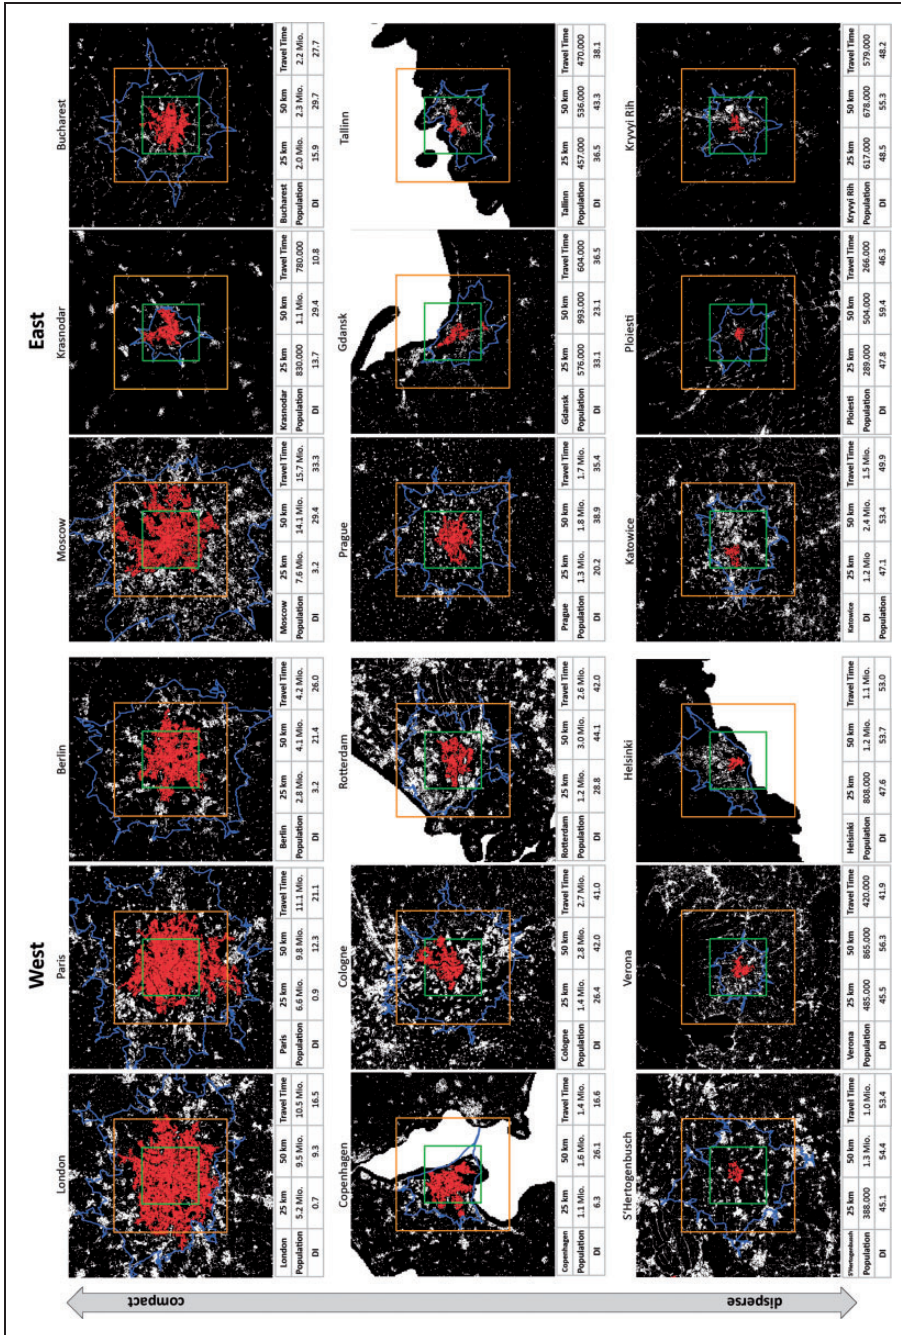 West East
compact
London Paris Berlin Moscow Krasnodar Bucharest
London 25 km 50 km Travel Time
Population 5.2 Mio. 9.5 Mio. 10.5 Mio.
DI 0.7 9.3 16.5
Paris 25 km 50 km Travel Time
Population 6.6 Mio. 9.8 Mio. 11.1 Mio.
DI 0.9 12.3 21.1
Berlin 25 km 50 km Travel Time
Population 2.8 Mio. 4.1 Mio. 4.2 Mio.
DI 3.2 21.4 26.0
Moscow 25 km 50 km Travel Time
Population 7.6 Mio. 14.1 Mio. 15.7 Mio.
DI 3.2 29.4 33.3
Krasnodar 25 km 50 km Travel Time
Population 830.000 1.1 Mio. 780.000
DI 13.7 29.4 10.8
Bucharest 25 km 50 km Travel Time
Population 2.0 Mio. 2.3 Mio. 2.2 Mio.
DI 15.9 29.7 27.7
Copenhagen Cologne Rotterdam Prague Gdansk Tallinn
Copenhagen 25 km 50 km Travel Time
Population 1.1 Mio. 1.6 Mio. 1.4 Mio.
DI 6.3 26.1 16.6
Cologne 25 km 50 km Travel Time
Population 1.4 Mio. 2.8 Mio. 2.7 Mio.
DI 26.4 42.0 41.0
Rotterdam 25 km 50 km Travel Time
Population 1.2 Mio. 3.0 Mio. 2.6 Mio.
DI 28.8 44.1 42.0
Prague 25 km 50 km Travel Time
Population 1.3 Mio. 1.8 Mio. 1.7 Mio.
DI 20.2 38.9 35.4
Gdansk 25 km 50 km Travel Time
Population 576.000 993.000 604.000
DI 33.1 23.1 36.5
Tallinn 25 km 50 km Travel Time
Population 457.000 536.000 470.000
DI 36.5 43.3 38.1
S'Hertogenbusch Verona Helsinki Katowice Ploiesti Kryvyi Rih
S'Hertogenbusch 25 km 50 km Travel Time
Population 388.000 1.3 Mio. 1.0 Mio.
DI 45.1 54.4 53.4
Verona 25 km 50 km Travel Time
Population 485.000 865.000 420.000
DI 45.5 56.3 41.9
Helsinki 25 km 50 km Travel Time
Population 808.000 1.2 Mio. 1.1 Mio.
DI 47.6 53.7 53.0
Katowice 25 km 50 km Travel Time
DI 1.2 Mio 2.4 Mio. 1.5 Mio.
Population 47.1 53.4 49.9
Ploiesti 25 km 50 km Travel Time
Population 289.000 504.000 266.000
DI 47.8 59.4 46.3
Kryvyi Rih 25 km 50 km Travel Time
Population 617.000 678.000 579.000
DI 48.5 55.3 48.2
disperse